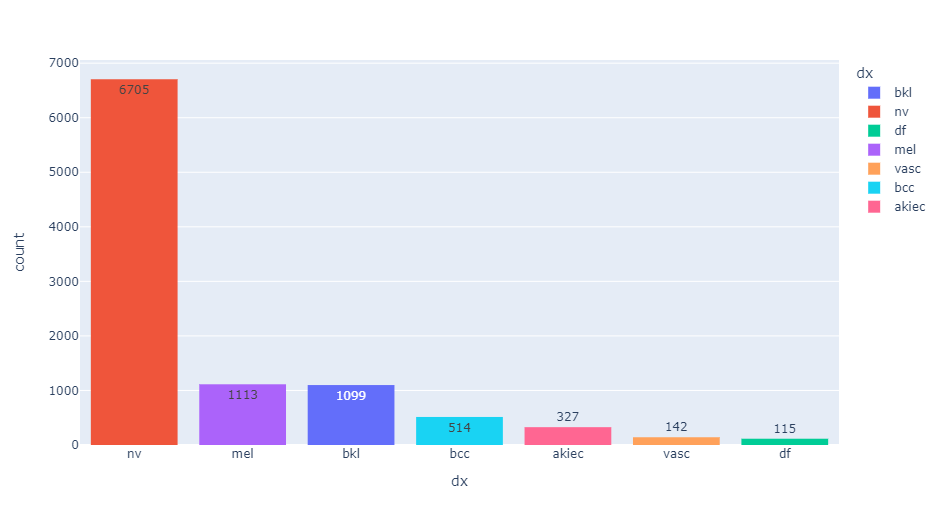 7000
6000
5000
4000
3000
2000
1000
0
count
6705
1113
1099
514
327
142
115
nv
mel
bkl
bcc
akiec
vasc
df
dx
dx
bkl
nv
df
mel
vasc
bcc
akiec